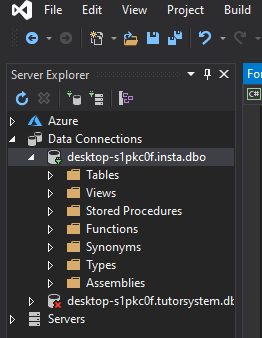 File Edit View Project Build
Server Explorer
For
Azure
Data Connections
desktop-s1pkc0f.insta.dbo
Tables
Views
Stored Procedures
Functions
Synonyms
Types
Assemblies
desktop-s1pkc0f.tutorsystem.db
Servers
C#